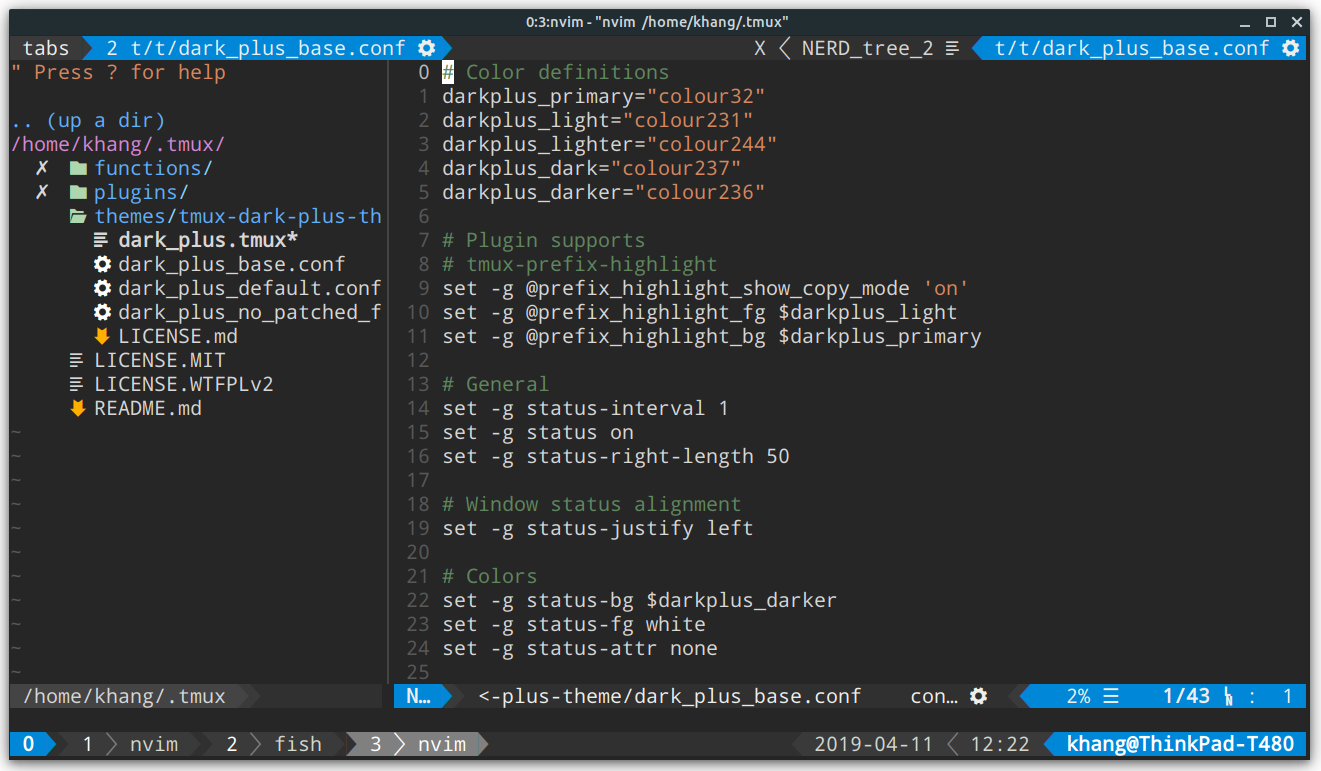 0:3:nvim - "nvim /home/khang/.tmux"
tabs 2 t/t/dark_plus_base.conf X NERD_tree_2 t/t/dark_plus_base.conf
" Press ? for help
.. (up a dir)
/home/khang/.tmux/
✗ functions/
✗ plugins/
themes/tmux-dark-plus-th
dark_plus.tmux*
dark_plus_base.conf
dark_plus_default.conf
dark_plus_no_patched_f
LICENSE.md
LICENSE.MIT
LICENSE.WTFPLv2
README.md
~
~
~
~
~
~
~
~
~
~
~
0 # Color definitions
1 darkplus_primary="colour32"
2 darkplus_light="colour231"
3 darkplus_lighter="colour244"
4 darkplus_dark="colour237"
5 darkplus_darker="colour236"
6
7 # Plugin supports
8 # tmux-prefix-highlight
9 set -g @prefix_highlight_show_copy_mode 'on'
10 set -g @prefix_highlight_fg $darkplus_light
11 set -g @prefix_highlight_bg $darkplus_primary
12
13 # General
14 set -g status-interval 1
15 set -g status on
16 set -g status-right-length 50
17
18 # Window status alignment
19 set -g status-justify left
20
21 # Colors
22 set -g status-bg $darkplus_darker
23 set -g status-fg white
24 set -g status-attr none
25
/home/khang/.tmux N… <-plus-theme/dark_plus_base.conf con… 2% ☰ 1/43 : 1
0 1 nvim 2 fish 3 nvim 2019-04-11 12:22 khang@ThinkPad-T480